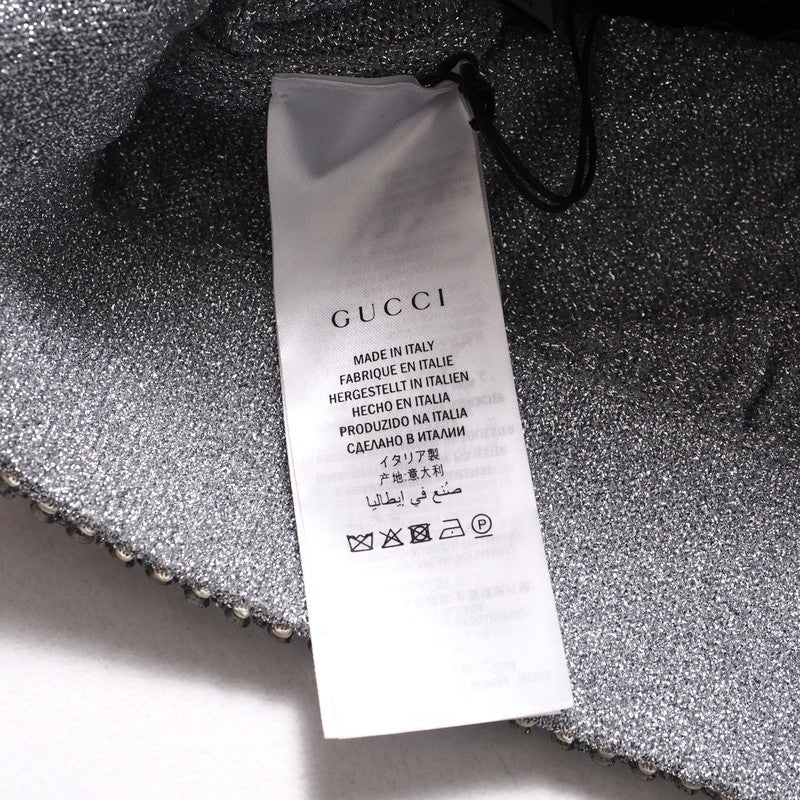 GUCCI
MADE IN ITALY
FABRIQUE EN ITALIE
HERGESTELLT IN ITALIEN
HECHO EN ITALIA
PRODUZIDO NA ITALIA
СДЕЛАНО В ИТАЛИИ
イタリア製
产地:意大利
صُنع في إيطاليا
P